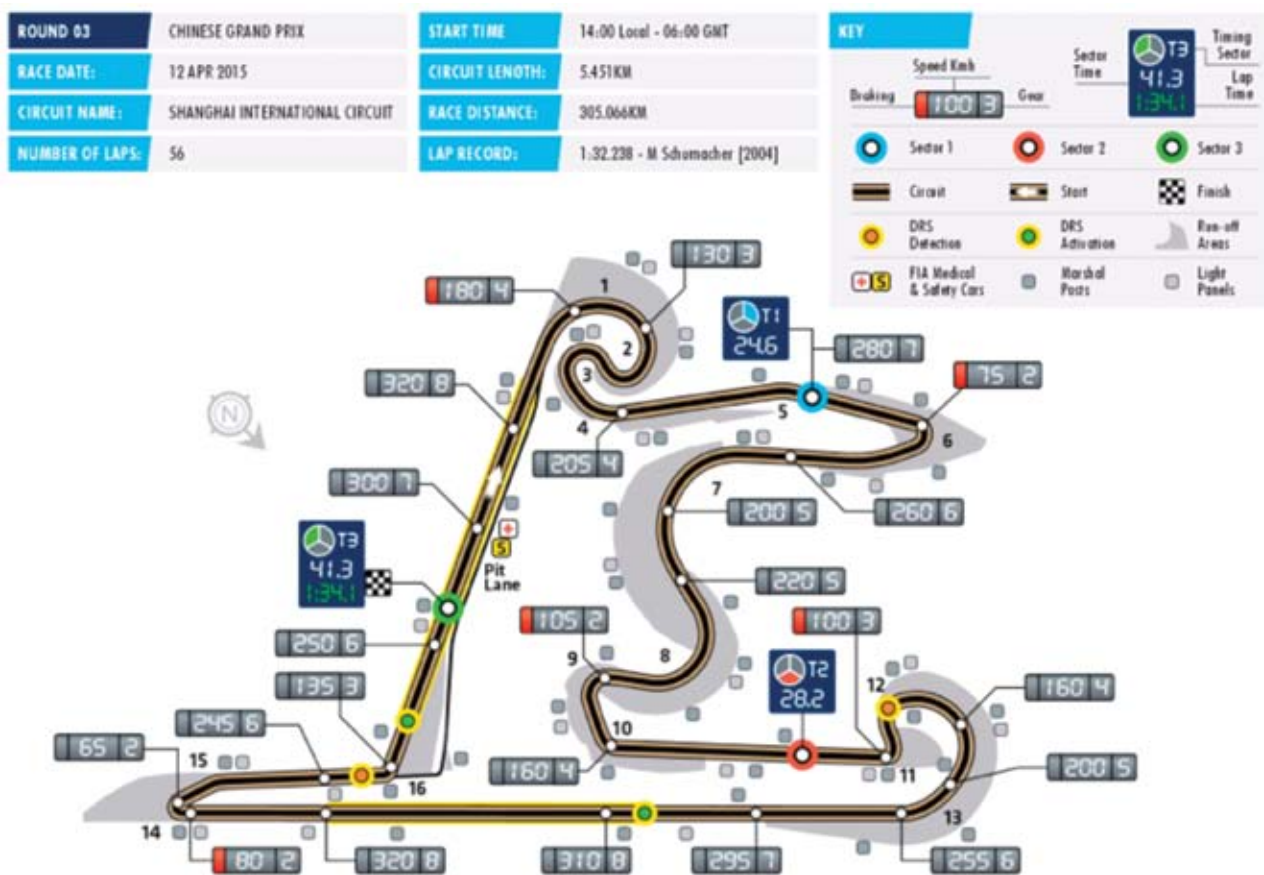 ROUND 03
CHINESE GRAND PRIX
RACE DATE:
12 APR 2015
CIRCUIT NAME:
SHANGHAI INTERNATIONAL CIRCUIT
NUMBER OF LAPS:
56
START TIME
14:00 Local - 06:00 GMT
CIRCUIT LENGTH:
5.451KM
RACE DISTANCE:
305.066KM
LAP RECORD:
1:32.238 - M Schumacher [2004]
KEY
Speed Kmh
Braking
100 3
Gear
Sector Time
T3
41.3
1:34.1
Timing Sector
Lap Time
Sector 1
Sector 2
Sector 3
Circuit
Start
Finish
DRS Detection
DRS Activation
Run-off Areas
S
FIA Medical & Safety Cars
Marshal Posts
Light Panels
130 3
180 4
1
2
3
T1
24.6
280 7
75 2
320 8
4
5
6
N
205 4
300 7
7
200 5
260 6
T3
41.3
1:34.1
S
Pit Lane
220 5
105 2
100 3
250 6
9
8
T2
28.2
12
160 4
135 3
10
245 6
65 2
15
16
160 4
11
200 5
14
13
80 2
320 8
310 8
295 7
255 6